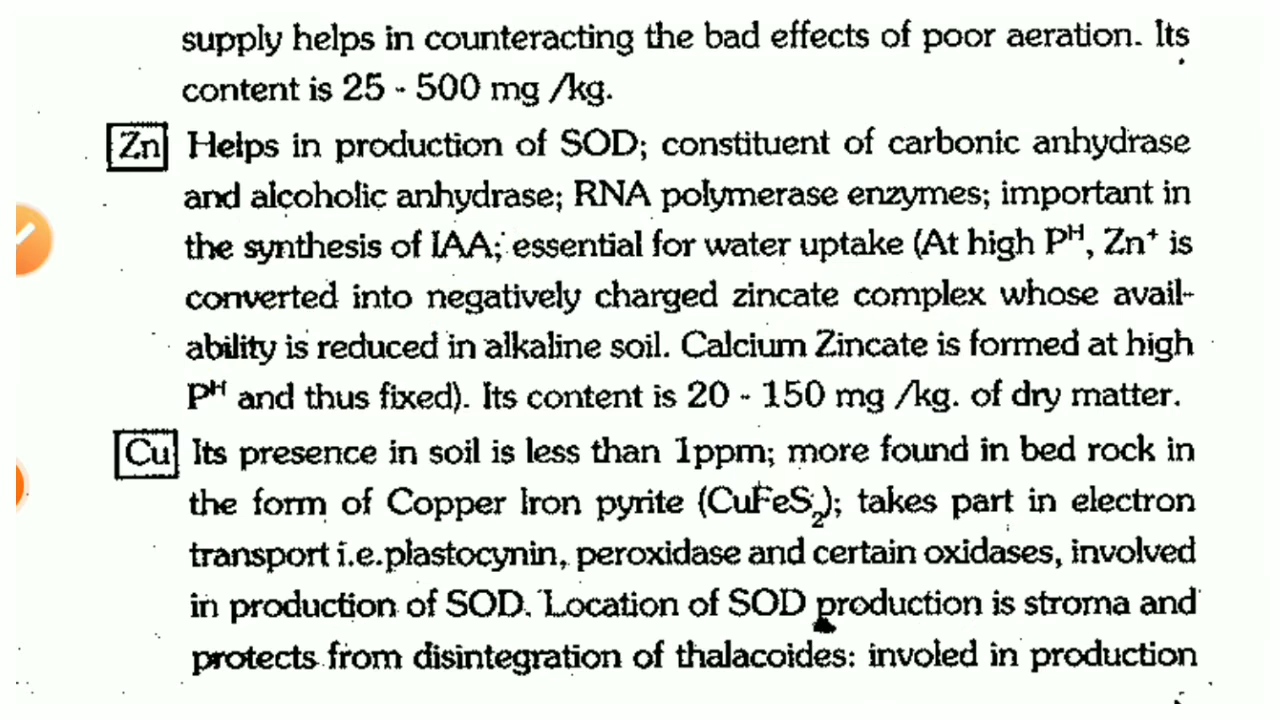 supply helps in counteracting the bad effects of poor aeration. Its
content is 25 - 500 mg /kg.
Zn Helps in production of SOD; constituent of carbonic anhydrase
and alcoholic anhydrase; RNA polymerase enzymes; important in
the synthesis of IAA; essential for water uptake (At high Pᴴ, Zn⁺ is
converted into negatively charged zincate complex whose avail-
ability is reduced in alkaline soil. Calcium Zincate is formed at high
Pᴴ and thus fixed). Its content is 20 - 150 mg /kg. of dry matter.
Cu Its presence in soil is less than 1ppm; more found in bed rock in
the form of Copper Iron pyrite (CuFeS₂); takes part in electron
transport i.e.plastocynin, peroxidase and certain oxidases, involved
in production of SOD. Location of SOD production is stroma and
protects from disintegration of thalacoides: involed in production